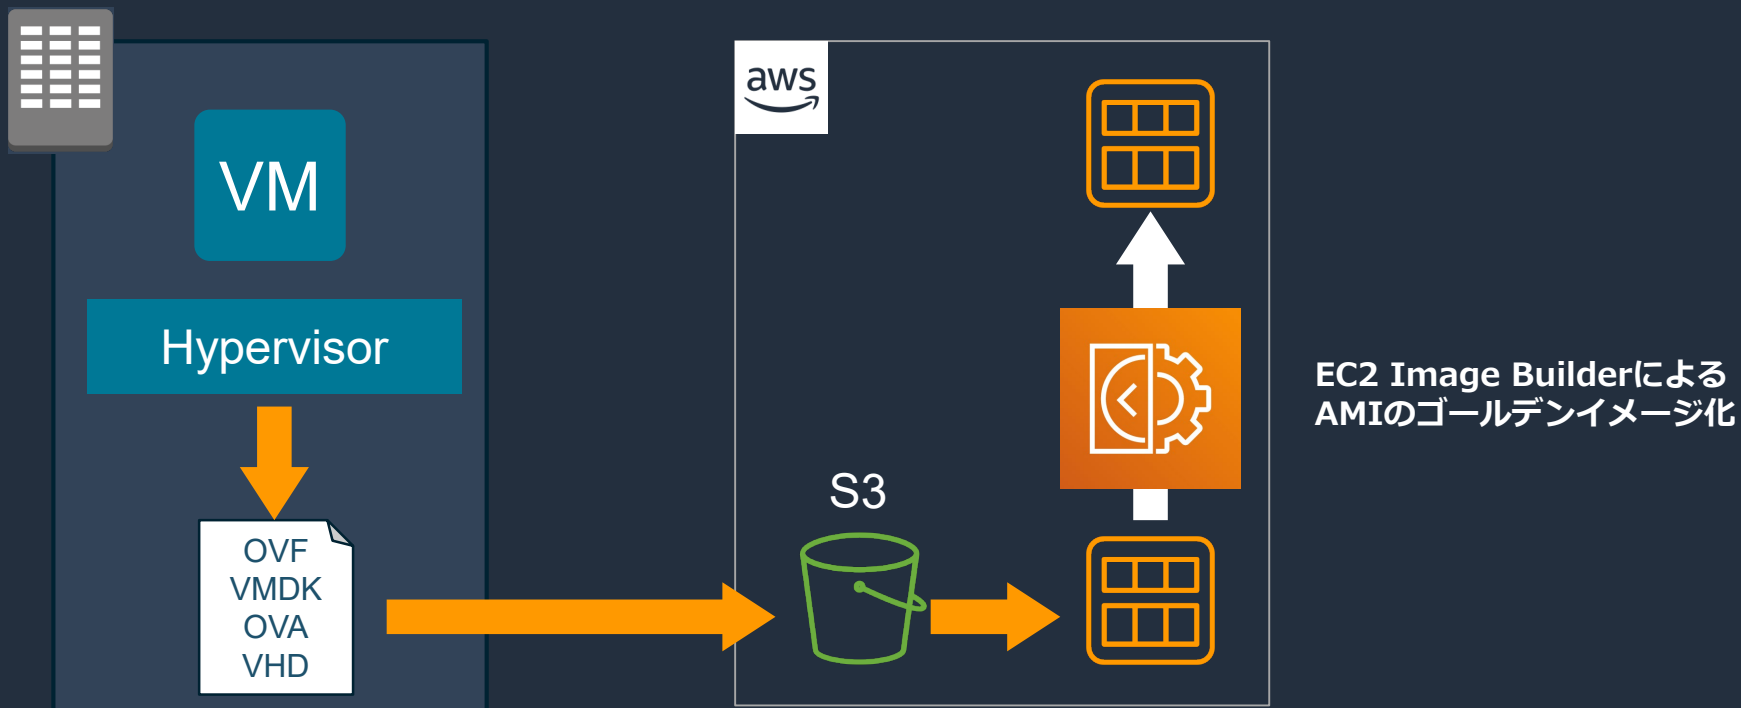 VM
Hypervisor
OVF
VMDK
OVA
VHD
aws
S3
EC2 Image Builderによる
AMIのゴールデンイメージ化